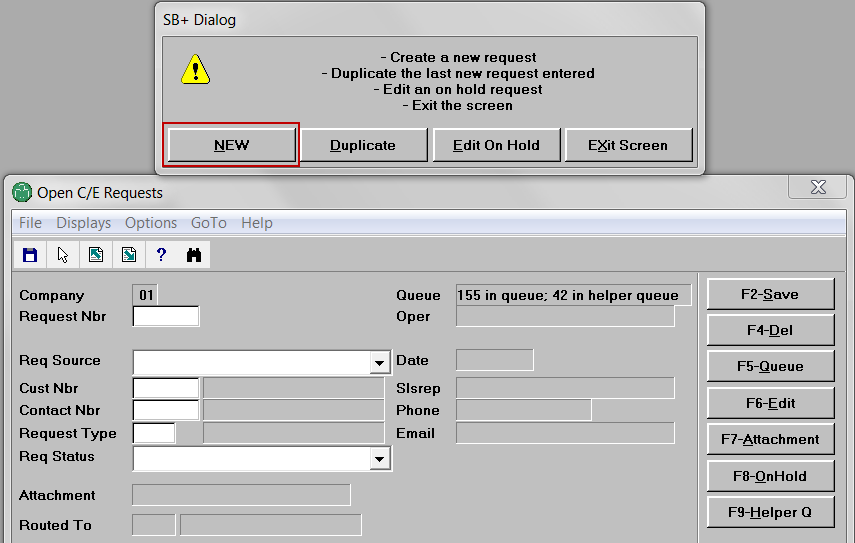 SB+ Dialog
- Create a new request
- Duplicate the last new request entered
- Edit an on hold request
- Exit the screen
NEW Duplicate Edit On Hold EXit Screen
Open C/E Requests
File Displays Options GoTo Help
Company 01 Queue 155 in queue; 42 in helper queue F2-Save
Request Nbr Oper
F4-Del
Req Source Date F5-Queue
Cust Nbr Slsrep
Contact Nbr Phone F6-Edit
Request Type Email F7-Attachment
Req Status
F8-OnHold
Attachment
Routed To F9-Helper Q